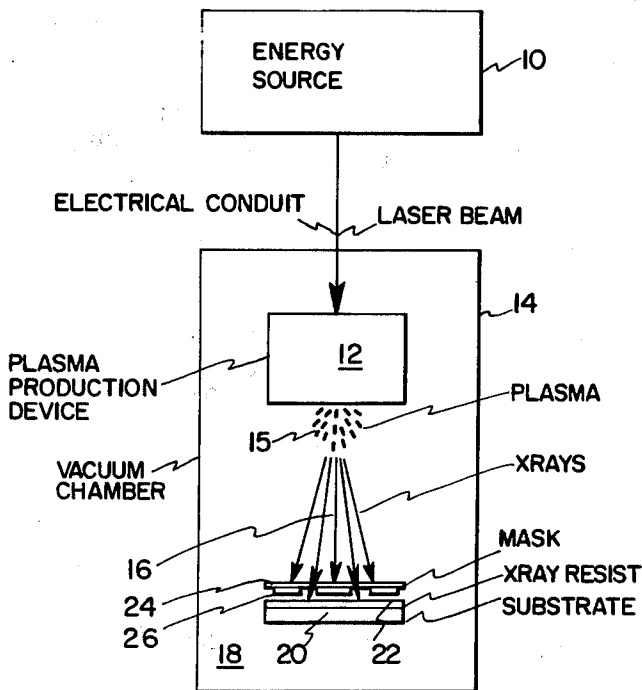 ENERGY
SOURCE
10
ELECTRICAL CONDUIT
LASER BEAM
14
12
PLASMA
PRODUCTION
DEVICE
PLASMA
15
VACUUM
CHAMBER
XRAYS
16
MASK
24
XRAY RESIST
26
SUBSTRATE
18
20
22